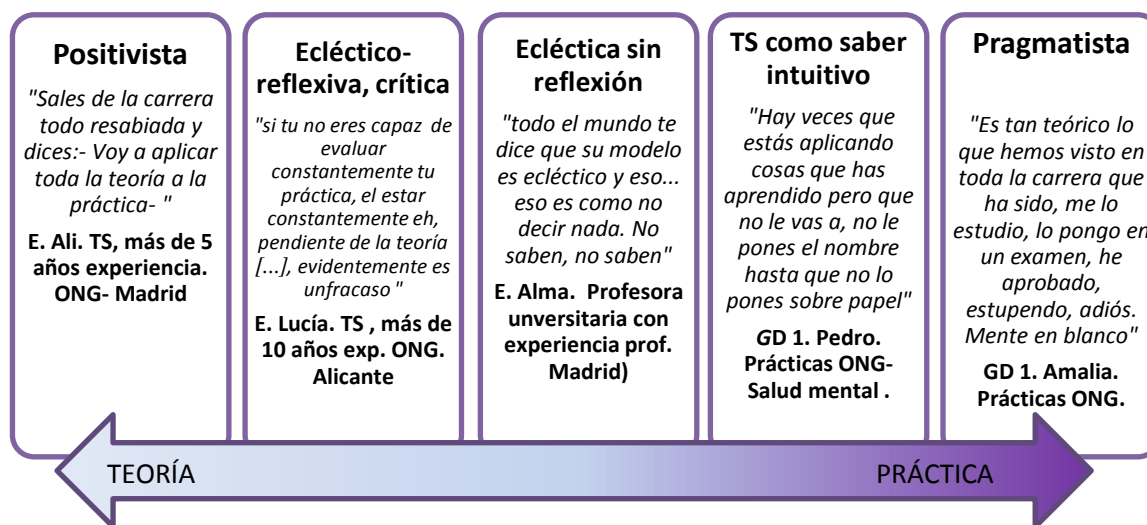 Positivista
"Sales de la carrera
todo resabiada y
dices:- Voy a aplicar
toda la teoría a la
práctica- "
E. Ali. TS, más de 5
años experiencia.
ONG- Madrid
Ecléctico-
reflexiva, crítica
"si tu no eres capaz de
evaluar
constantemente tu
práctica, el estar
constantemente eh,
pendiente de la teoría
[...], evidentemente es
unfracaso "
E. Lucía. TS , más de
10 años exp. ONG.
Alicante
Ecléctica sin
reflexión
"todo el mundo te
dice que su modelo
es ecléctico y eso...
eso es como no
decir nada. No
saben, no saben"
E. Alma. Profesora
unversitaria con
experiencia prof.
Madrid)
TS como saber
intuitivo
"Hay veces que
estás aplicando
cosas que has
aprendido pero que
no le vas a, no le
pones el nombre
hasta que no lo
pones sobre papel"
GD 1. Pedro.
Prácticas ONG-
Salud mental .
Pragmatista
"Es tan teórico lo
que hemos visto en
toda la carrera que
ha sido, me lo
estudio, lo pongo en
un examen, he
aprobado,
estupendo, adiós.
Mente en blanco"
GD 1. Amalia.
Prácticas ONG.
TEORÍA
PRÁCTICA